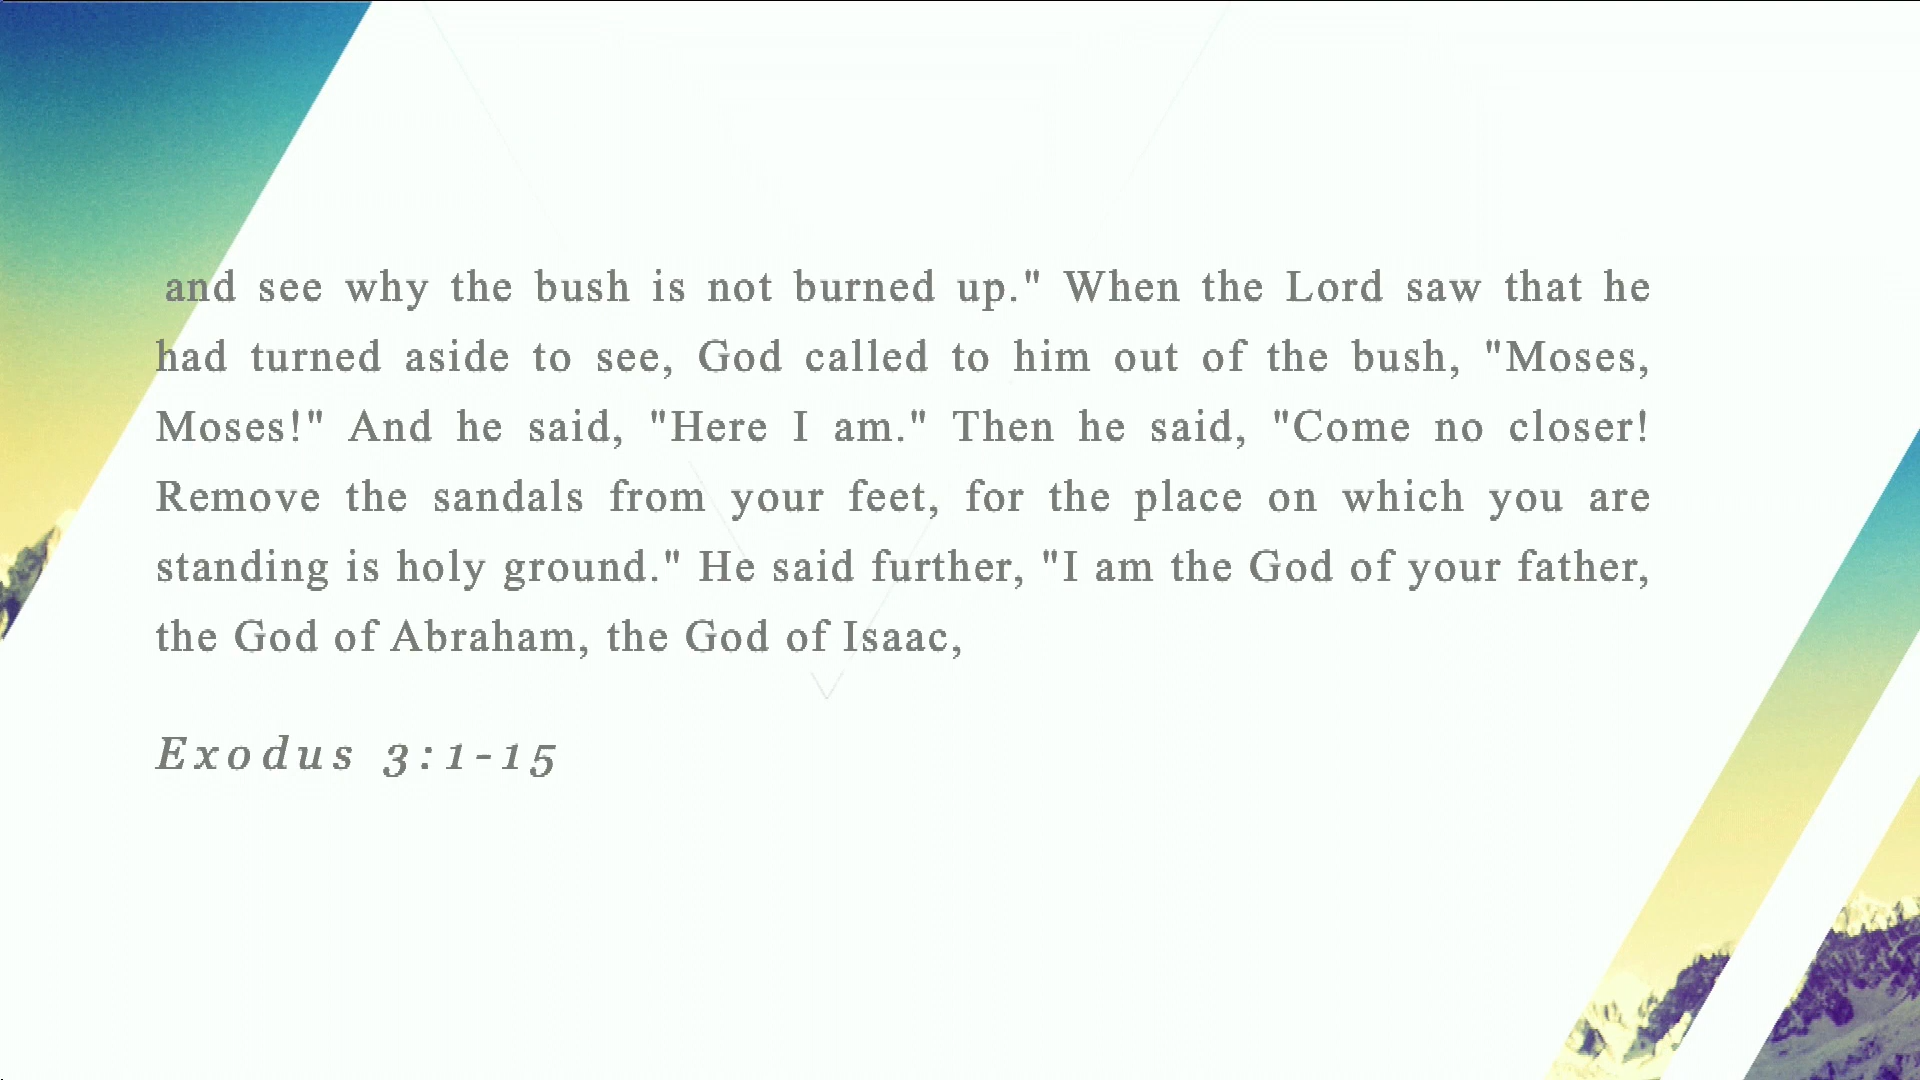 and see why the bush is not burned up." When the Lord saw that he
had turned aside to see, God called to him out of the bush, "Moses,
Moses!" And he said, "Here I am." Then he said, "Come no closer!
Remove the sandals from your feet, for the place on which you are
standing is holy ground." He said further, "I am the God of your father,
the God of Abraham, the God of Isaac,
Exodus 3:1-15